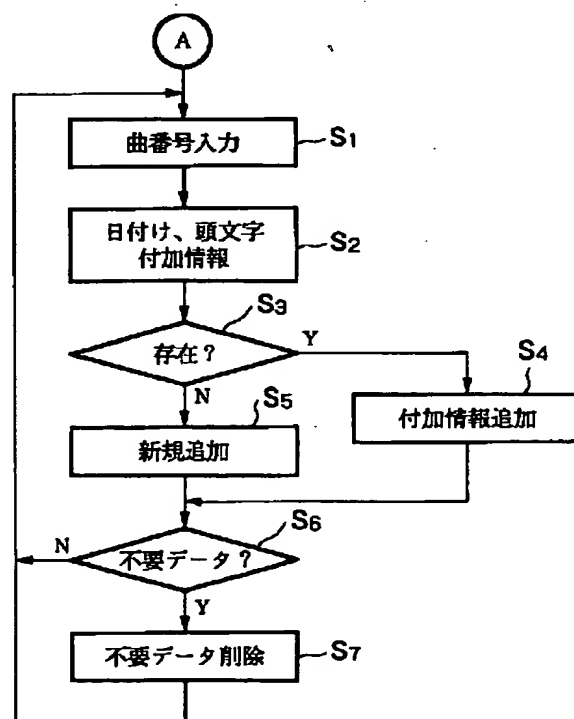 A
曲番号入力
S1
日付け、頭文字
付加情報
S2
S3
存在?
Y
N
S4
付加情報追加
S5
新規追加
S6
不要データ?
N
Y
不要データ削除
S7